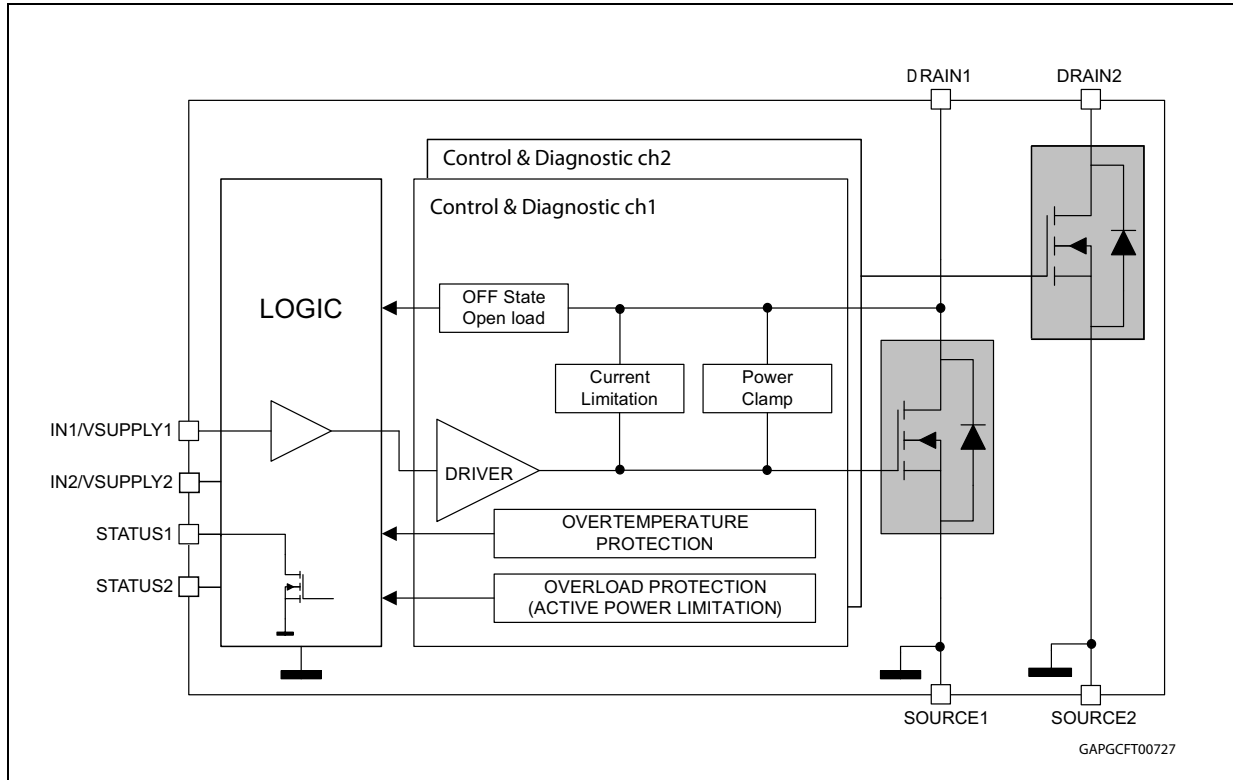 DRAIN1
DRAIN2
Control & Diagnostic ch2
Control & Diagnostic ch1
LOGIC
OFF State
Open load
Current
Limitation
Power
Clamp
IN1/VSUPPLY1
DRIVER
IN2/VSUPPLY2
STATUS1
OVERTEMPERATURE
PROTECTION
STATUS2
OVERLOAD PROTECTION
(ACTIVE POWER LIMITATION)
SOURCE1
SOURCE2
GAPGCFT00727